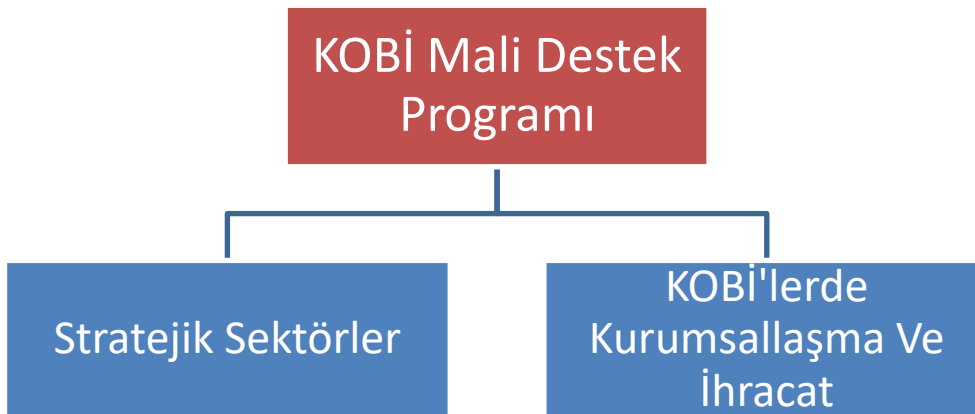 KOBİ Mali Destek
Programı
Stratejik Sektörler
KOBİ'lerde
Kurumsallaşma Ve
İhracat